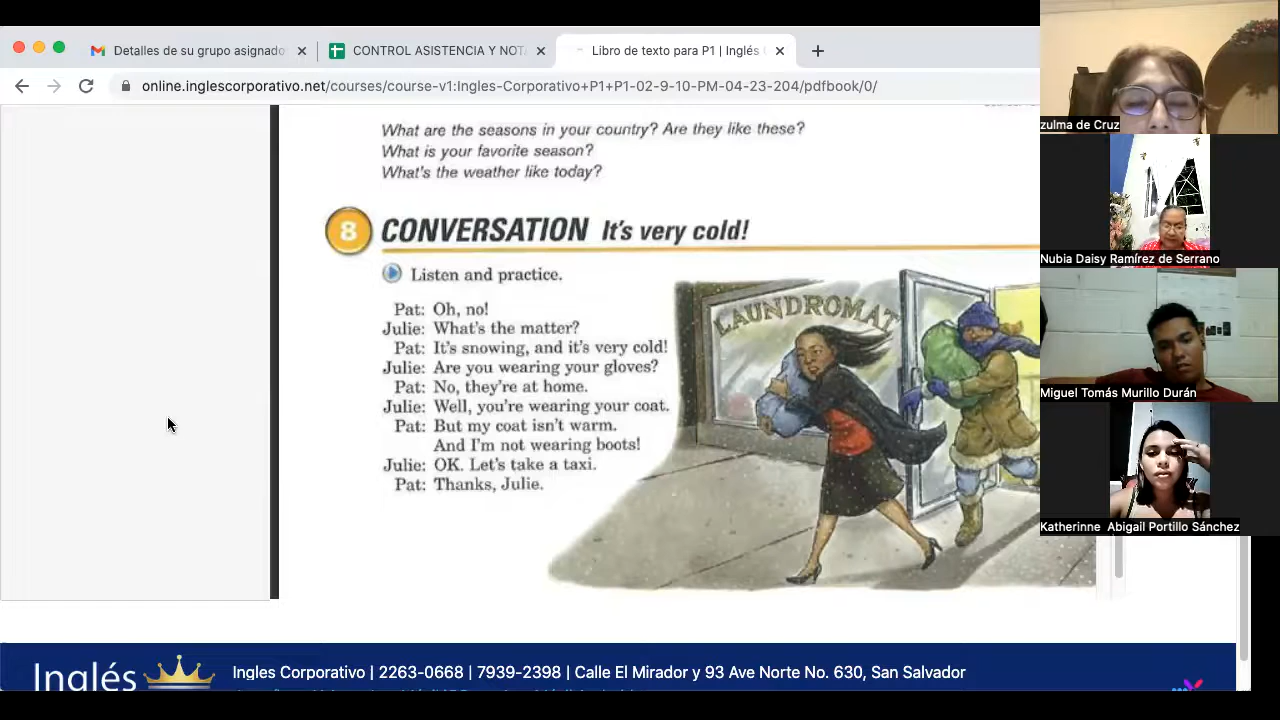 Detalles de su grupo asignado
CONTROL ASISTENCIA Y NOT
Libro de texto para P1 | Inglés
online.inglescorporativo.net/courses/course-v1:Ingles-Corporativo+P1+P1-02-9-10-PM-04-23-204/pdfbook/0/
What are the seasons in your country? Are they like these?
What is your favorite season?
What's the weather like today?
8 CONVERSATION It's very cold!
Listen and practice.
Pat: Oh, no!
Julie: What's the matter?
Pat: It's snowing, and it's very cold!
Julie: Are you wearing your gloves?
Pat: No, they're at home.
Julie: Well, you're wearing your coat.
Pat: But my coat isn't warm.
And I'm not wearing boots!
Julie: OK. Let's take a taxi.
Pat: Thanks, Julie.
LAUNDROMAT
zulma de Cruz
Nubia Daisy Ramírez de Serrano
Miguel Tomás Murillo Durán
Katherinne Abigail Portillo Sánchez
Inglés
Ingles Corporativo | 2263-0668 | 7939-2398 | Calle El Mirador y 93 Ave Norte No. 630, San Salvador